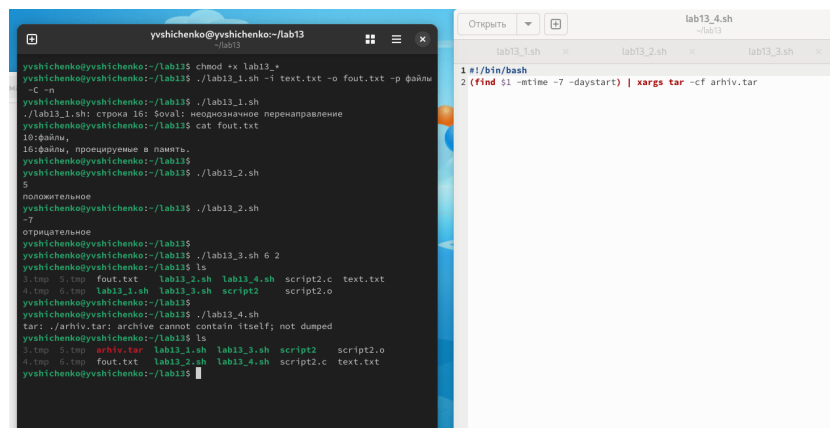 yvshichenko@yvshichenko:~/lab13
~/lab13
yvshichenko@yvshichenko:~/lab13$ chmod +x lab13_*
yvshichenko@yvshichenko:~/lab13$ ./lab13_1.sh -i text.txt -o fout.txt -p файлы
-C -n
yvshichenko@yvshichenko:~/lab13$ ./lab13_1.sh
./lab13_1.sh: строка 16: $oval: неоднозначное перенаправление
yvshichenko@yvshichenko:~/lab13$ cat fout.txt
10:файлы,
16:файлы, проецируемые в память.
yvshichenko@yvshichenko:~/lab13$
yvshichenko@yvshichenko:~/lab13$ ./lab13_2.sh
5
положительное
yvshichenko@yvshichenko:~/lab13$ ./lab13_2.sh
-7
отрицательное
yvshichenko@yvshichenko:~/lab13$
yvshichenko@yvshichenko:~/lab13$ ./lab13_3.sh 6 2
yvshichenko@yvshichenko:~/lab13$ ls
3.tmp 5.tmp fout.txt lab13_2.sh lab13_4.sh script2.c text.txt
4.tmp 6.tmp lab13_1.sh lab13_3.sh script2 script2.o
yvshichenko@yvshichenko:~/lab13$
yvshichenko@yvshichenko:~/lab13$ ./lab13_4.sh
tar: ./arhiv.tar: archive cannot contain itself; not dumped
yvshichenko@yvshichenko:~/lab13$ ls
3.tmp 5.tmp arhiv.tar lab13_1.sh lab13_3.sh script2 script2.o
4.tmp 6.tmp fout.txt lab13_2.sh lab13_4.sh script2.c text.txt
yvshichenko@yvshichenko:~/lab13$
Открыть
lab13_4.sh
~/lab13
lab13_1.sh × lab13_2.sh × lab13_3.sh ×
1 #!/bin/bash
2 (find $1 -mtime -7 -daystart) | xargs tar -cf arhiv.tar